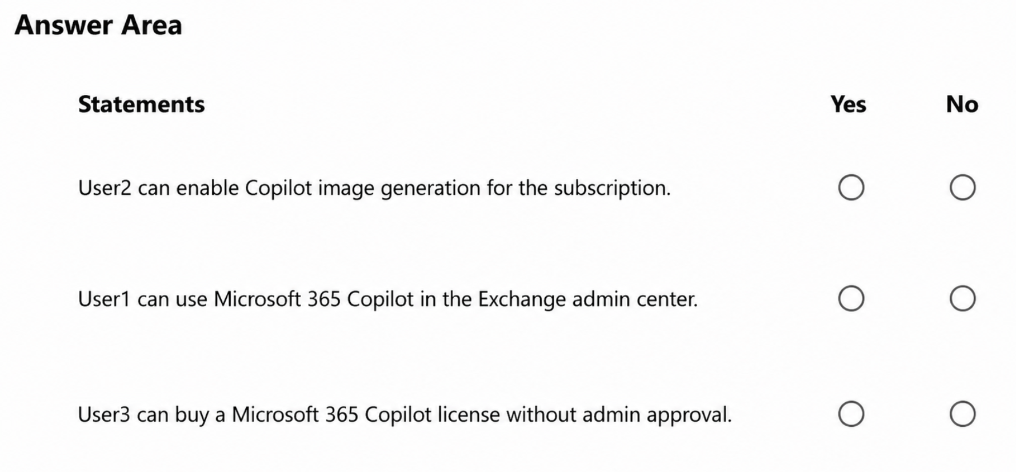 Answer Area
Statements Yes No
User2 can enable Copilot image generation for the subscription.
User1 can use Microsoft 365 Copilot in the Exchange admin center.
User3 can buy a Microsoft 365 Copilot license without admin approval.